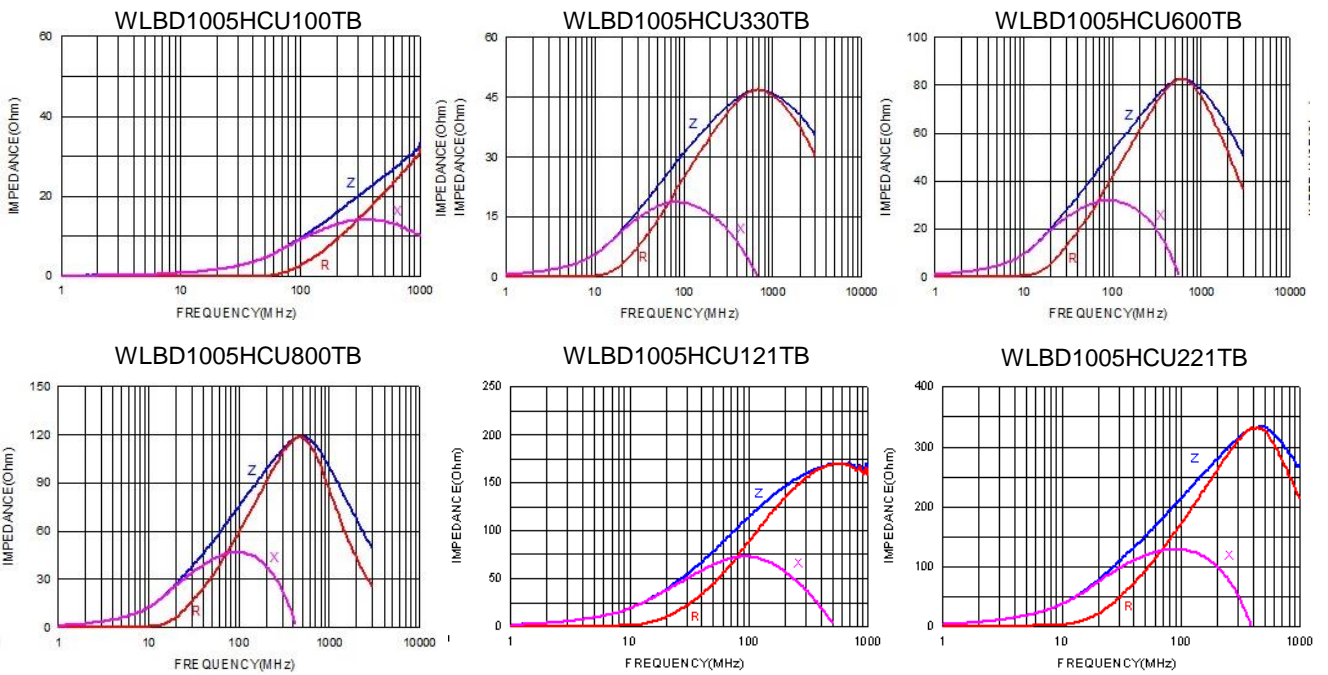 WLBD1005HCU100TB
60
40
20
0
1
10
100
1000
Z
X
R
IMPEDANCE(Ohm)
FREQUENCY(MHz)
WLBD1005HCU330TB
60
45
30
15
0
1
10
100
1000
10000
Z
X
R
IMPEDANCE(Ohm)
IMPEDANCE(Ohm)
FREQUENCY(MHz)
WLBD1005HCU600TB
100
80
60
40
20
0
1
10
100
1000
10000
Z
X
R
IMPEDANCE(Ohm)
FREQUENCY(MHz)
WLBD1005HCU800TB
150
120
90
60
30
0
1
10
100
1000
10000
Z
X
R
IMPEDANCE(Ohm)
FREQUENCY(MHz)
WLBD1005HCU121TB
250
200
150
100
50
0
1
10
100
1000
Z
X
R
IMPEDANCE(Ohm)
FREQUENCY(MHz)
WLBD1005HCU221TB
400
300
200
100
0
1
10
100
1000
Z
X
R
IMPEDANCE(Ohm)
FREQUENCY(MHz)